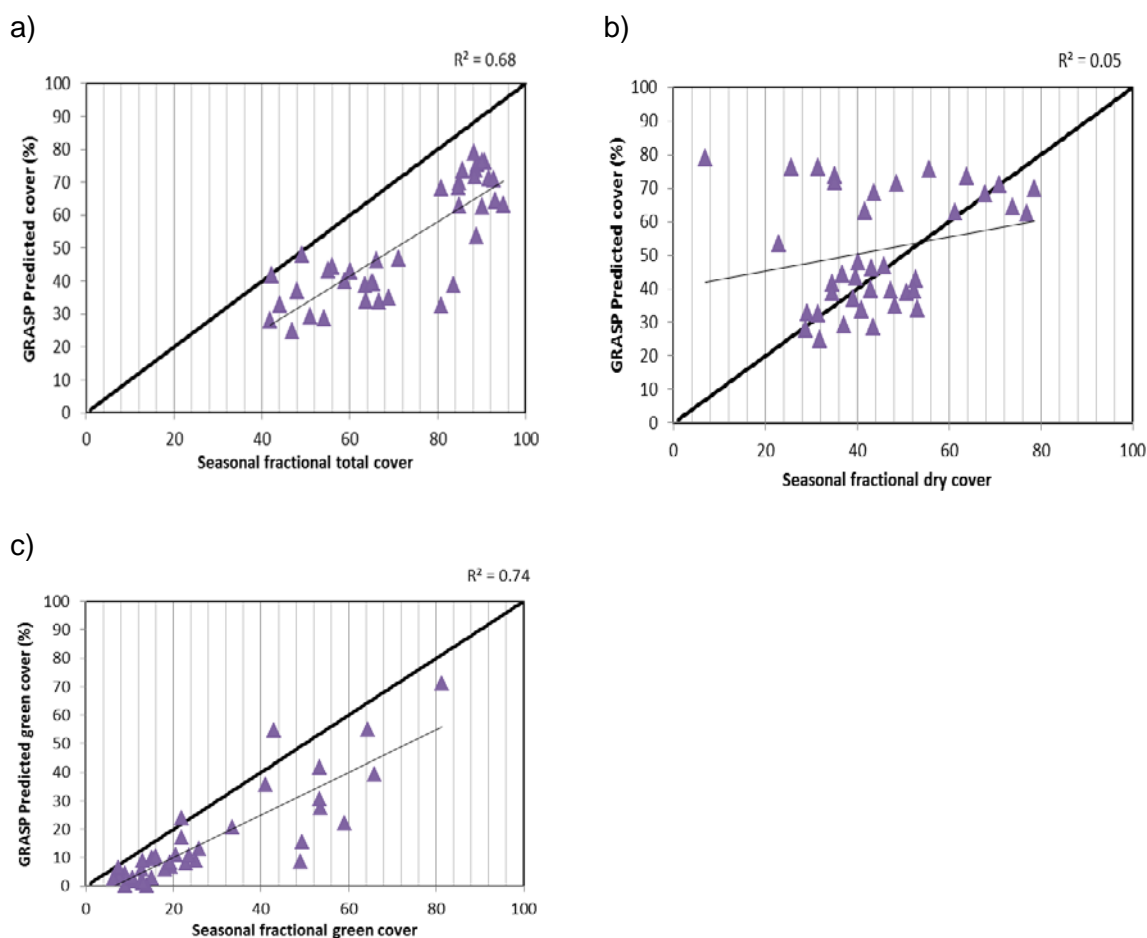 a)
R² = 0.68
GRASP Predicted cover (%)
100
90
80
70
60
50
40
30
20
10
0
0 20 40 60 80 100
Seasonal fractional total cover
b)
R² = 0.05
GRASP Predicted cover (%)
100
90
80
70
60
50
40
30
20
10
0
0 20 40 60 80 100
Seasonal fractional dry cover
c)
R² = 0.74
GRASP Predicted green cover (%)
100
90
80
70
60
50
40
30
20
10
0
0 20 40 60 80 100
Seasonal fractional green cover